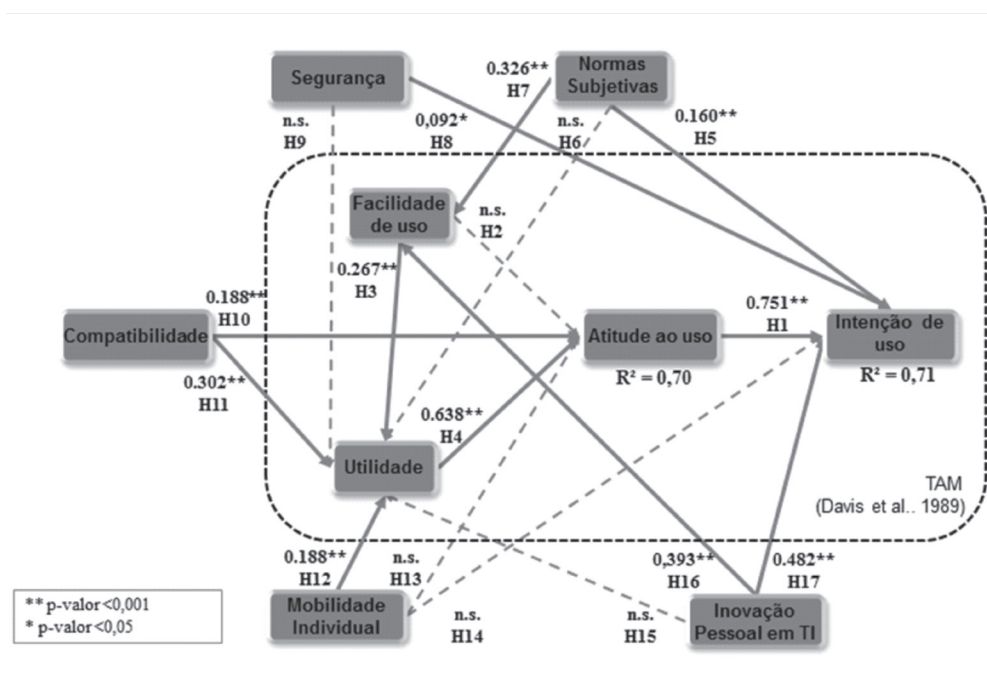 Segurança
0.326**
H7
Normas
Subjetivas
n.s.
H9
0,092*
H8
n.s.
H6
0.160**
H5
Facilidade
de uso
n.s.
H2
0.267**
H3
0.188**
H10
Compatibilidade
Atitude ao uso
R² = 0,70
0.751**
H1
Intenção de
uso
R² = 0,71
0.302**
H11
0.638**
H4
Utilidade
TAM
(Davis et al.. 1989)
0.188**
H12
n.s.
H13
0,393**
H16
0.482**
H17
** p-valor<0,001
* p-valor<0,05
Mobilidade
Individual
n.s.
H14
n.s.
H15
Inovação
Pessoal em TI